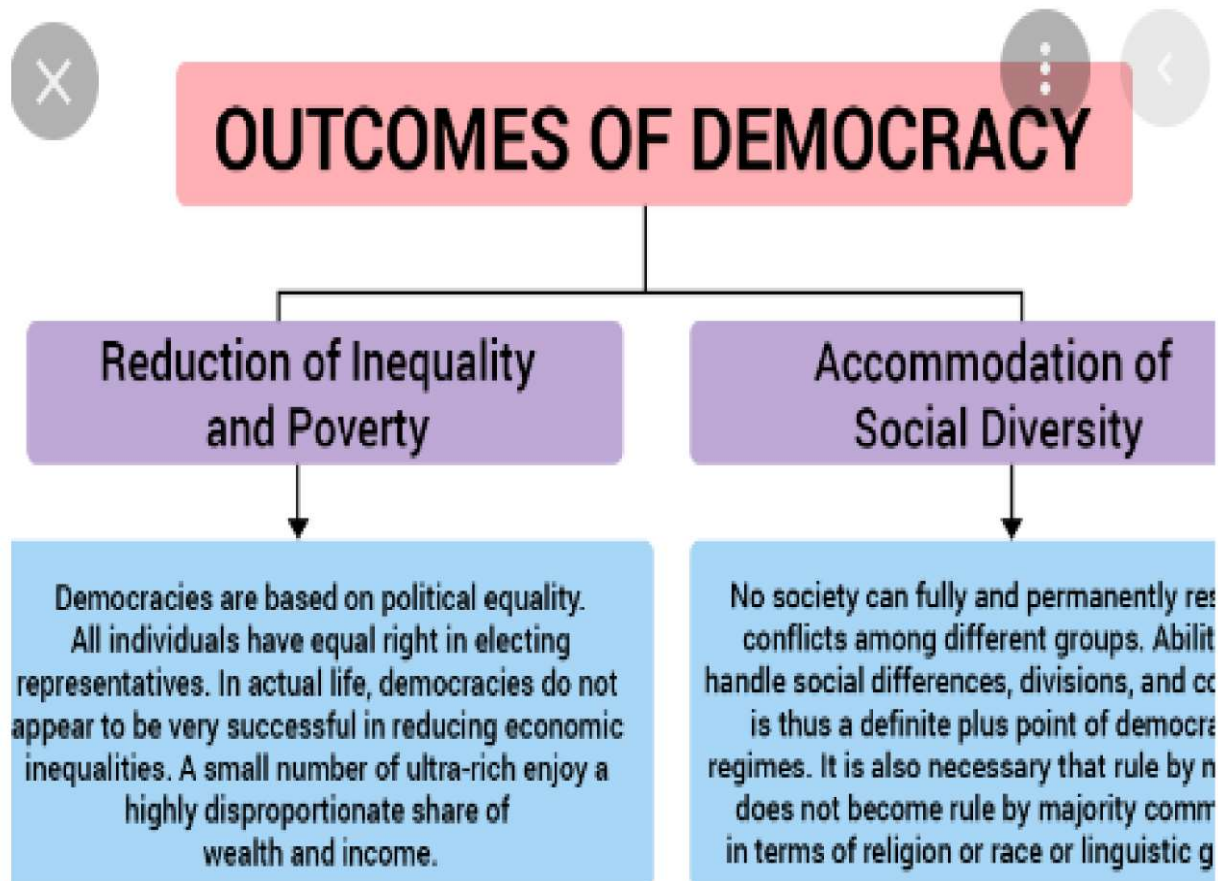 OUTCOMES OF DEMOCRACY
Reduction of Inequality
and Poverty
Democracies are based on political equality.
All individuals have equal right in electing
representatives. In actual life, democracies do not
appear to be very successful in reducing economic
inequalities. A small number of ultra-rich enjoy a
highly disproportionate share of
wealth and income.
Accommodation of
Social Diversity
No society can fully and permanently
conflicts among different groups.
handle social differences, divisions, and
is thus a definite plus point of
regimes. It is also necessary that rule by
does not become rule by majority
in terms of religion or race or linguistic